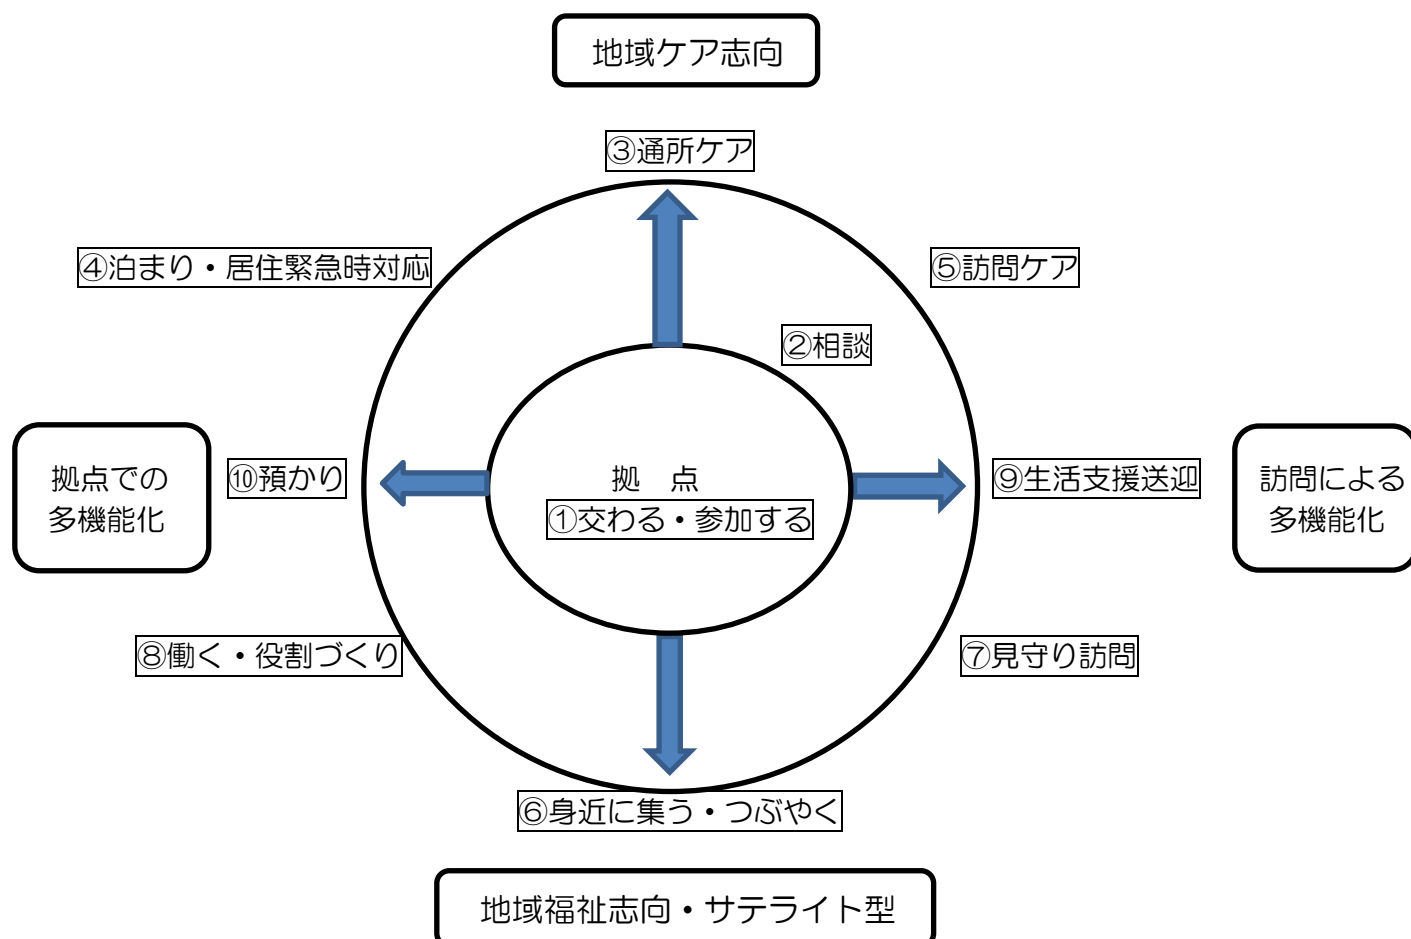 地域ケア志向
③通所ケア
④泊まり・居住緊急時対応
⑤訪問ケア
②相談
拠点での
多機能化
⑩預かり
拠　点
①交わる・参加する
⑨生活支援送迎
訪問による
多機能化
⑧働く・役割づくり
⑦見守り訪問
⑥身近に集う・つぶやく
地域福祉志向・サテライト型